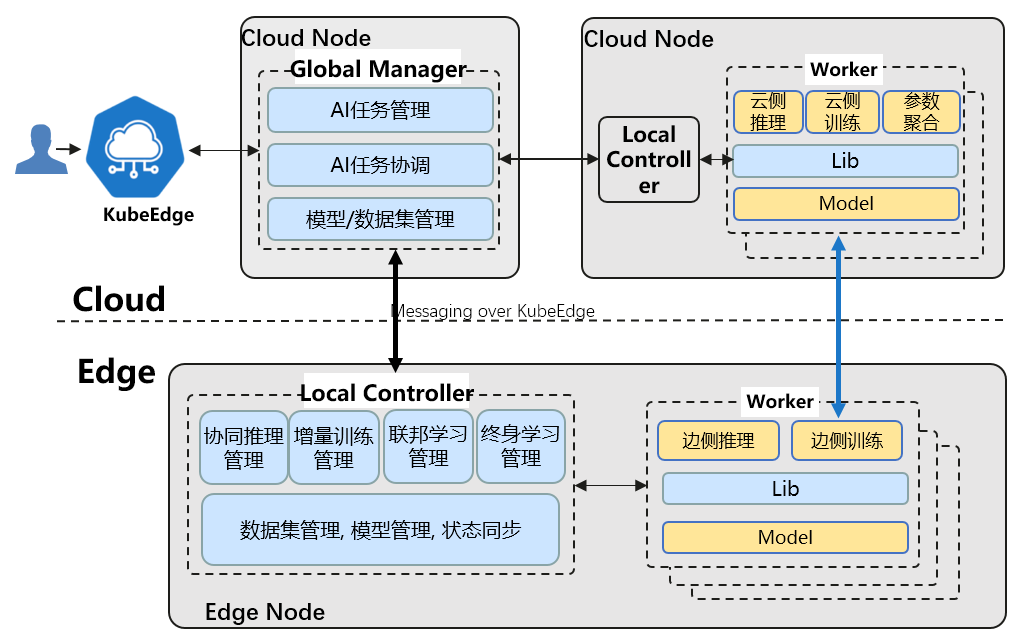 Cloud Node
Global Manager
AI任务管理
AI任务协调
模型/数据集管理
KubeEdge
Cloud Node
Local
Controll
er
Worker
云侧
推理
云侧
训练
参数
聚合
Lib
Model
Cloud
Messaging over KubeEdge
Edge
Local Controller
协同推理
管理
增量训练
管理
联邦学习
管理
终身学习
管理
数据集管理, 模型管理, 状态同步
Worker
边侧推理
边侧训练
Lib
Model
Edge Node